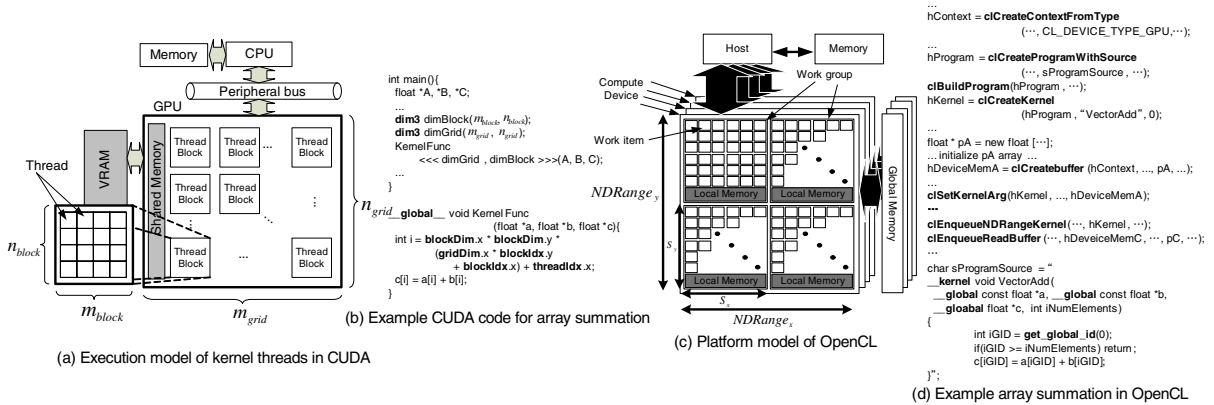 Memory
CPU
Peripheral bus
GPU
Thread
VRAM
Shared Memory
Thread Block
Thread Block
...
Thread Block
Thread Block
Thread Block
Thread Block
...
Thread Block
n_block
m_block
m_grid
n_grid
(a) Execution model of kernel threads in CUDA
int main(){
float *A, *B, *C;
...
dim3 dimBlock(m_block, n_block);
dim3 dimGrid(m_grid , n_grid);
KernelFunc
<<< dimGrid , dimBlock >>>(A, B, C);
...
}
__global__ void Kernel Func
(float *a, float *b, float *c){
int i = blockDim.x * blockDim.y *
(gridDim.x * blockIdx.y
+ blockIdx.x) + threadIdx.x;
c[i] = a[i] + b[i];
}
(b) Example CUDA code for array summation
Host
Memory
Compute Device
Work group
Work item
Local Memory
Local Memory
Local Memory
Local Memory
Global Memory
NDRange_y
S_y
S_x
NDRange_x
(c) Platform model of OpenCL
...
hContext = clCreateContextFromType
(…, CL_DEVICE_TYPE_GPU,…);
...
hProgram = clCreateProgramWithSource
(…, sProgramSource , …);
clBuildProgram(hProgram , …);
hKernel = clCreateKernel
(hProgram , “VectorAdd”, 0);
...
float * pA = new float […];
... initialize pA array ...
hDeviceMemA = clCreatebuffer (hContext, ..., pA, ...);
...
clSetKernelArg(hKernel , ..., hDeviceMemA);
...
clEnqueueNDRangeKernel(…, hKernel , …);
clEnqueueReadBuffer (…, hDeveiceMemC , …, pC, …);
...
char sProgramSource = “
__kernel void VectorAdd(
__global const float *a, __global const float *b,
__gloabal float *c, int iNumElements)
{
int iGID = get_global_id(0);
if(iGID >= iNumElements) return;
c[iGID] = a[iGID] + b[iGID];
}”;
(d) Example array summation in OpenCL